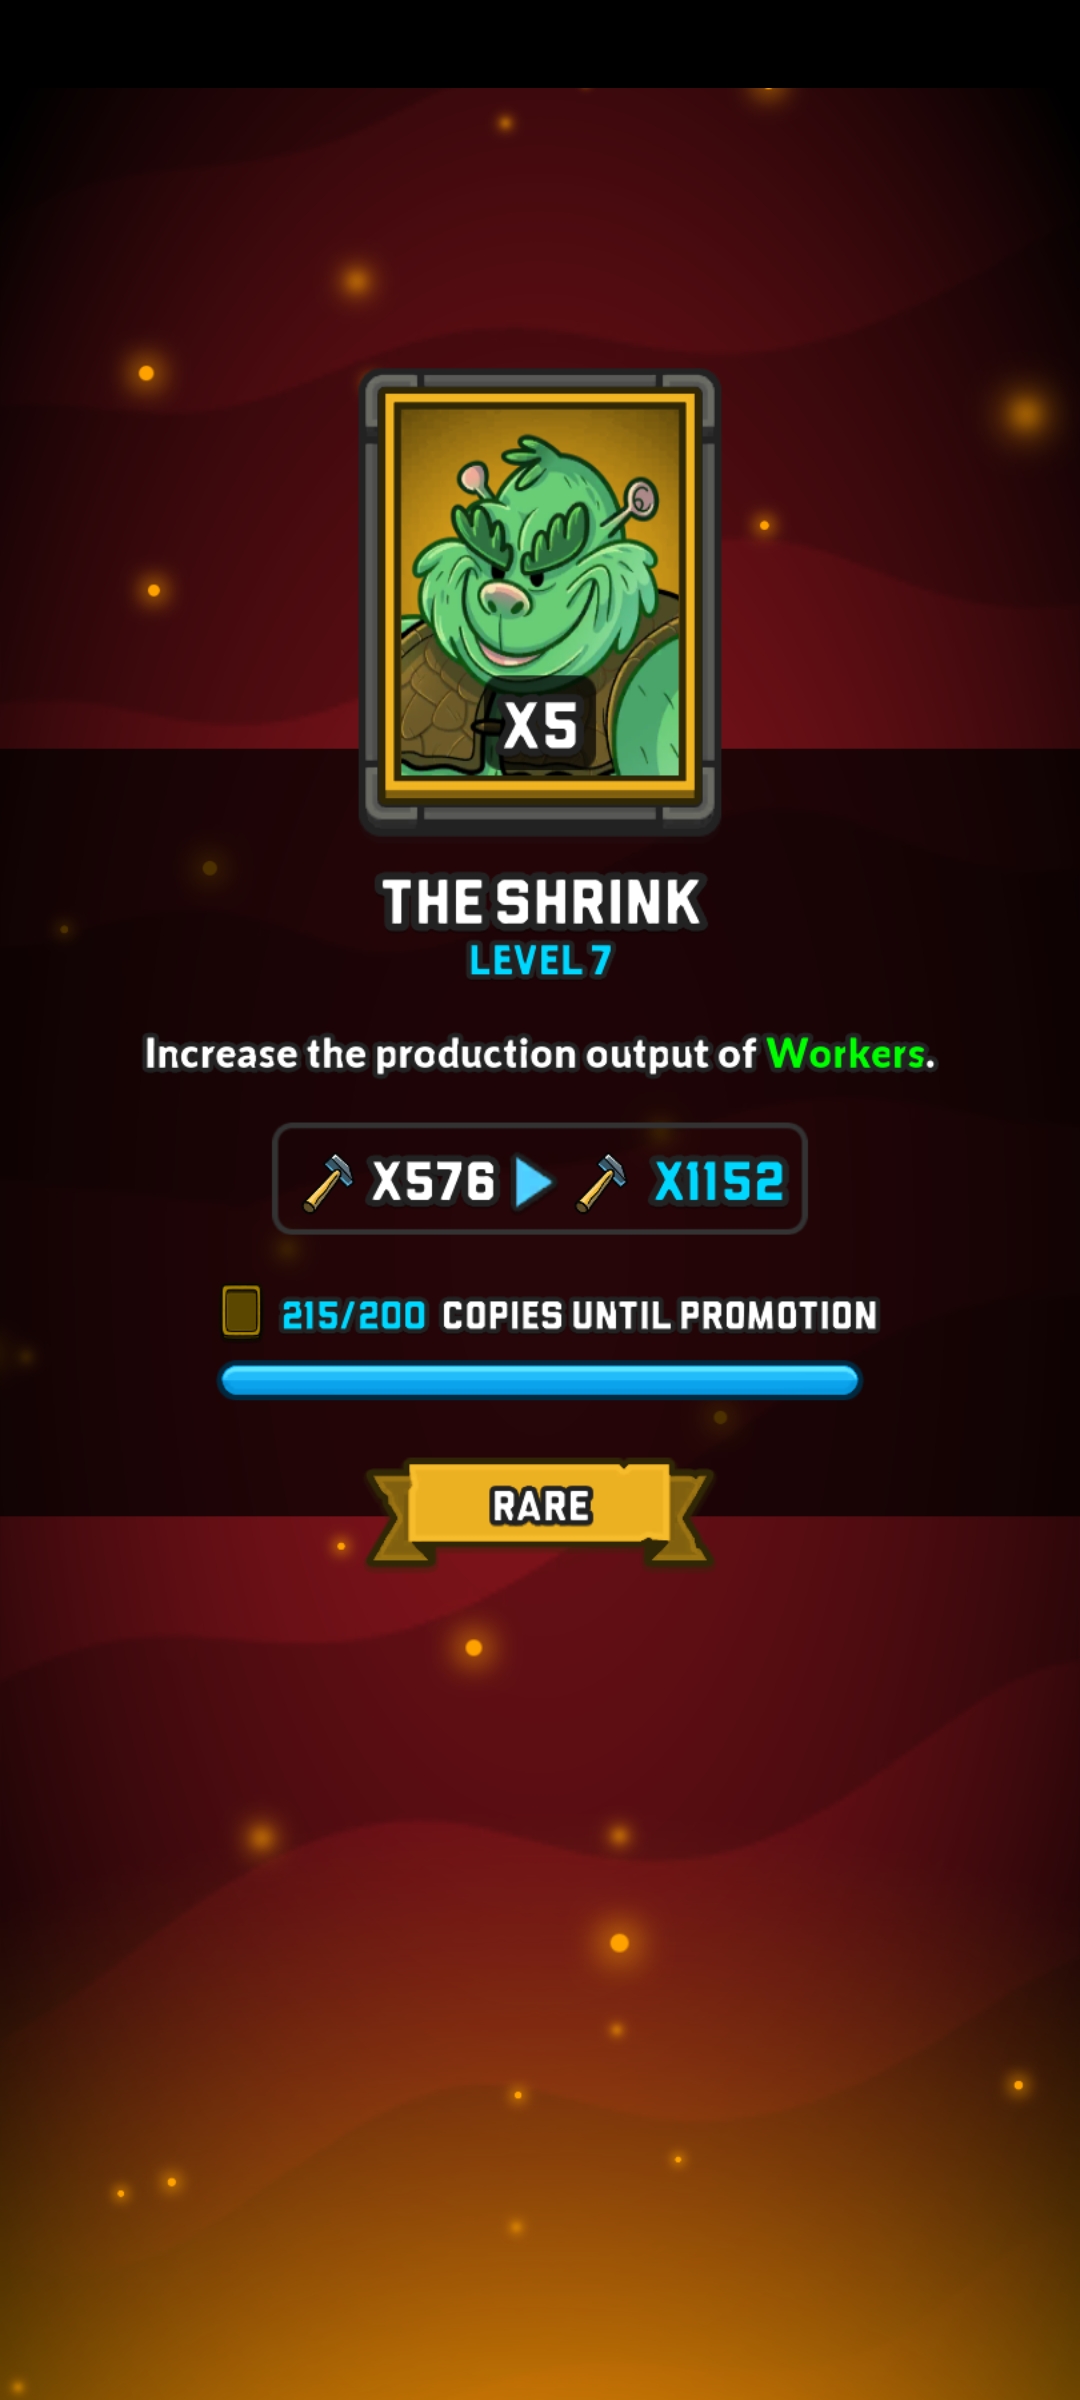 X5
THE SHRINK
LEVEL 7
Increase the production output of Workers.
X576 X1152
215/200 COPIES UNTIL PROMOTION
RARE